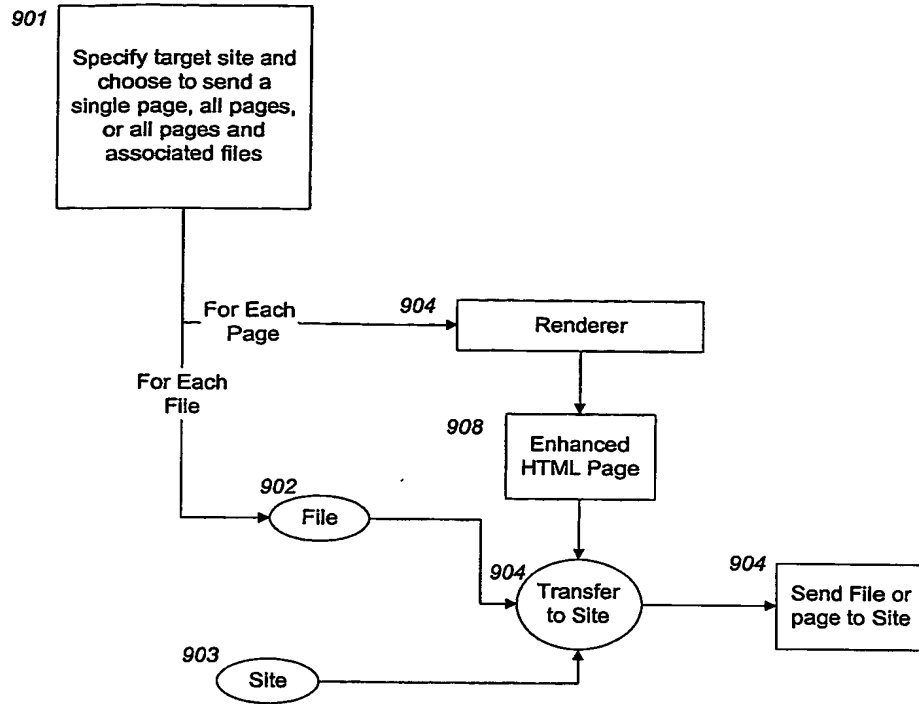 901
Specify target site and
choose to send a
single page, all pages,
or all pages and
associated files
For Each
Page
904
Renderer
For Each
File
908
Enhanced
HTML Page
902
File
904
Transfer
to Site
904
Send File or
page to Site
903
Site